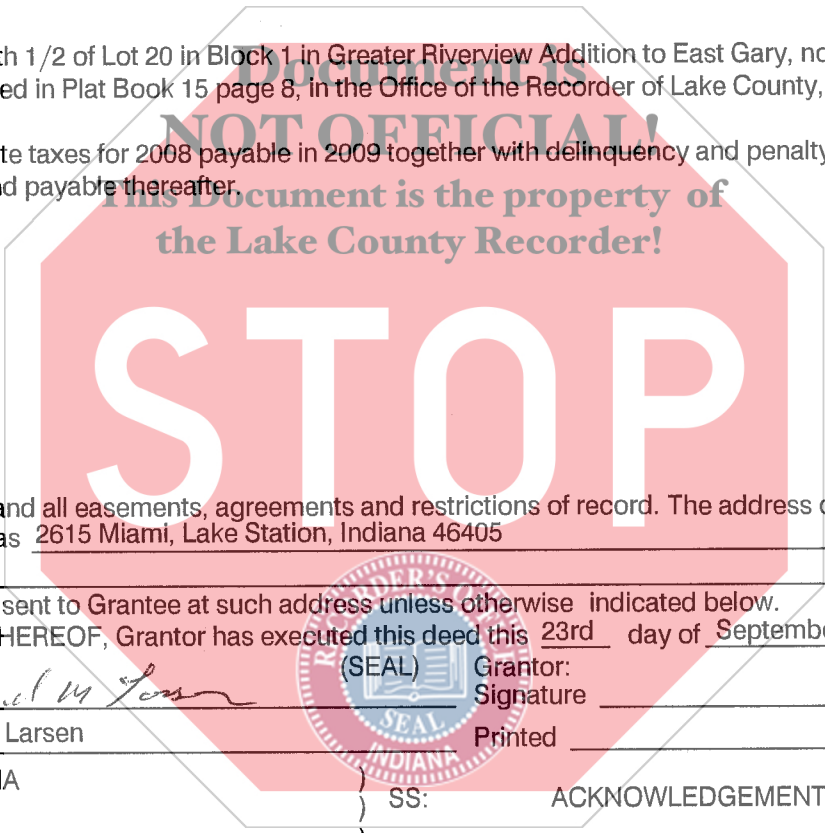 th 1/2 of Lot 20 in Block 1 in Greater Riverview Addition to East Gary, no
ed in Plat Book 15 page 8, in the Office of the Recorder of Lake County,
Document is
NOT OFFICIAL!
te taxes for 2008 payable in 2009 together with delinquency and penalty
d payable thereafter.
This Document is the property of
the Lake County Recorder!
STOP
and all easements, agreements and restrictions of record. The address o
as 2615 Miami, Lake Station, Indiana 46405
sent to Grantee at such address unless otherwise indicated below.
HEREOF, Grantor has executed this deed this 23rd day of Septembe
(SEAL) Grantor:
M Larsen Signature
Larsen Printed
RECORDER'S OFFICE
SEAL
INDIANA
A
) SS: ACKNOWLEDGEMENT
)